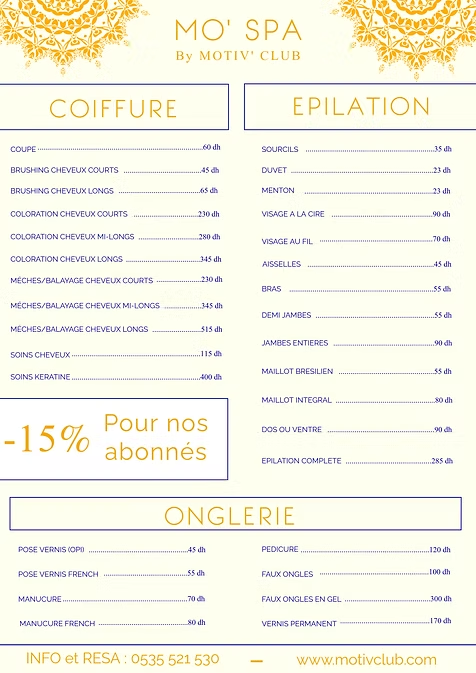 MO' SPA
By MOTIV' CLUB
COIFFURE
COUPE 60 dh
BRUSHING CHEVEUX COURTS 45 dh
BRUSHING CHEVEUX LONGS 65 dh
COLORATION CHEVEUX COURTS 230 dh
COLORATION CHEVEUX MI-LONGS 280 dh
COLORATION CHEVEUX LONGS 345 dh
MÈCHES/BALAYAGE CHEVEUX COURTS 230 dh
MÈCHES/BALAYAGE CHEVEUX MI-LONGS 345 dh
MÈCHES/BALAYAGE CHEVEUX LONGS 515 dh
SOINS CHEVEUX 115 dh
SOINS KERATINE 400 dh
-15% Pour nos
abonnés
EPILATION
SOURCILS 35 dh
DUVET 23 dh
MENTON 23 dh
VISAGE A LA CIRE 90 dh
VISAGE AU FIL 70 dh
AISSELLES 45 dh
BRAS 55 dh
DEMI JAMBES 55 dh
JAMBES ENTIERES 90 dh
MAILLOT BRESILIEN 55 dh
MAILLOT INTEGRAL 80 dh
DOS OU VENTRE 90 dh
EPILATION COMPLETE 285 dh
ONGLERIE
POSE VERNIS (OPI) 45 dh
POSE VERNIS FRENCH 55 dh
MANUCURE 70 dh
MANUCURE FRENCH 80 dh
PEDICURE 120 dh
FAUX ONGLES 100 dh
FAUX ONGLES EN GEL 300 dh
VERNIS PERMANENT 170 dh
INFO et RESA : 0535 521 530 – www.motivclub.com